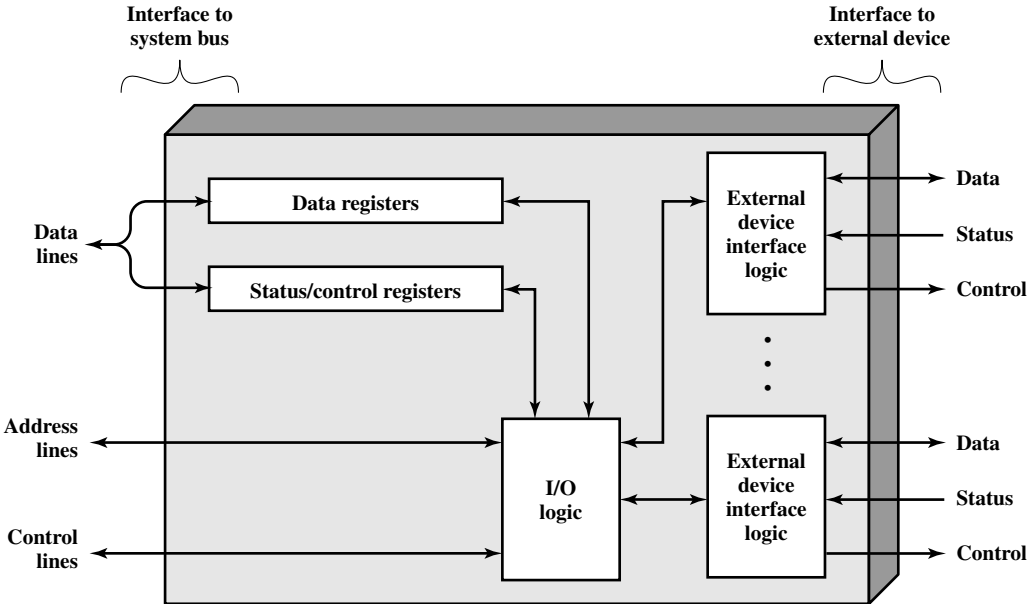 Interface to
system bus
Interface to
external device
Data registers
Status/control registers
Data
lines
Address
lines
Control
lines
I/O
logic
External
device
interface
logic
Data
Status
Control
External
device
interface
logic
Data
Status
Control